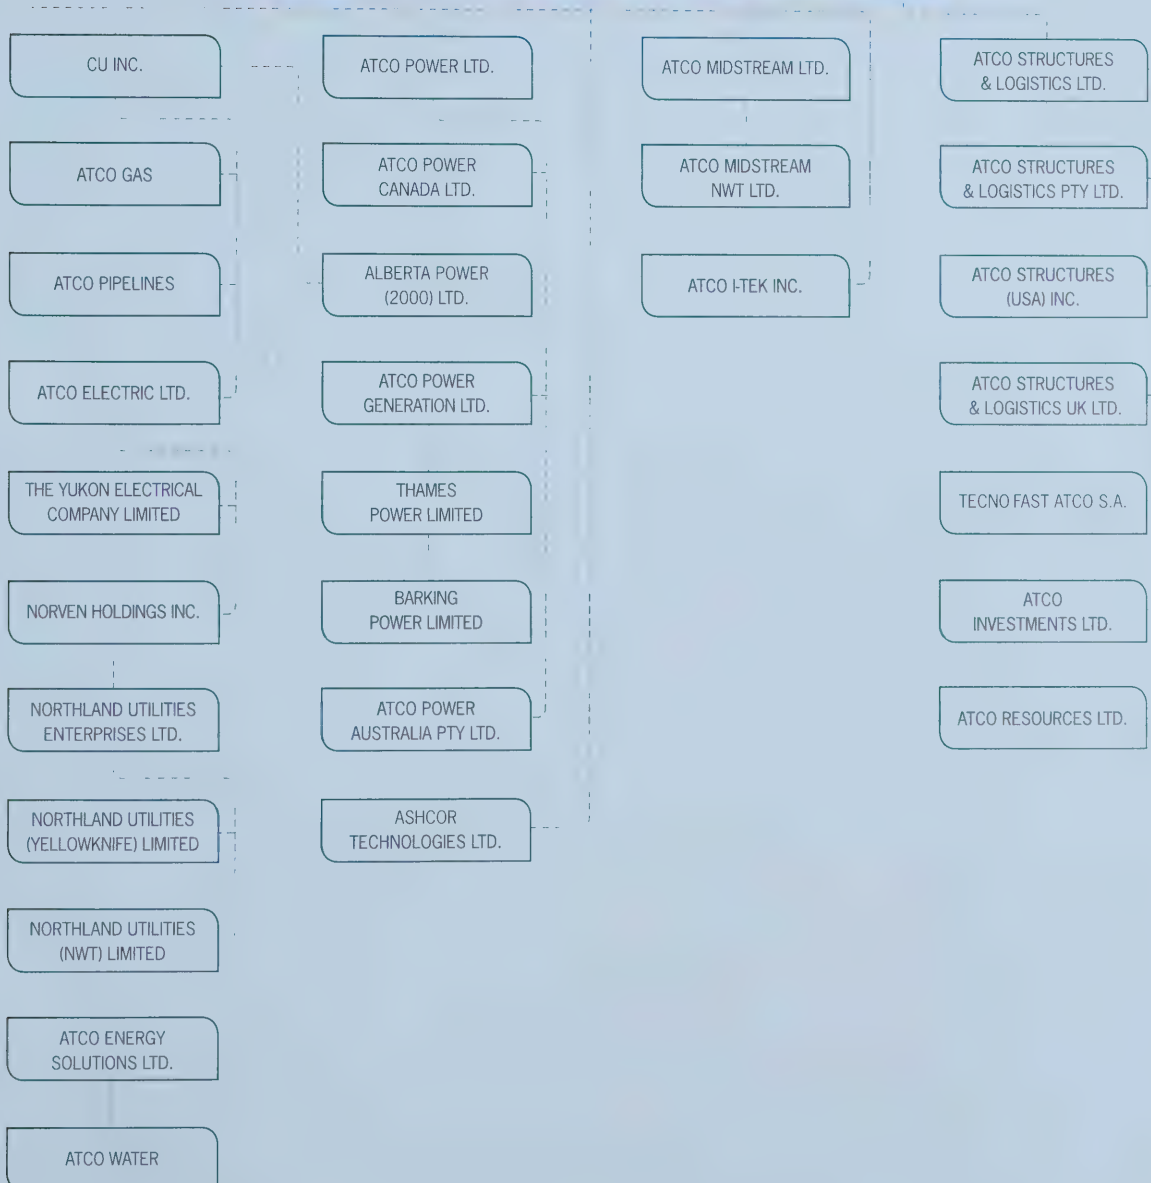 CU INC.
ATCO GAS
ATCO PIPELINES
ATCO ELECTRIC LTD.
THE YUKON ELECTRICAL
COMPANY LIMITED
NORVEN HOLDINGS INC.
NORTHLAND UTILITIES
ENTERPRISES LTD.
NORTHLAND UTILITIES
(YELLOWKNIFE) LIMITED
NORTHLAND UTILITIES
(NWT) LIMITED
ATCO ENERGY
SOLUTIONS LTD.
ATCO WATER
ATCO POWER LTD.
ATCO POWER
CANADA LTD.
ALBERTA POWER
(2000) LTD.
ATCO POWER
GENERATION LTD.
THAMES
POWER LIMITED
BARKING
POWER LIMITED
ATCO POWER
AUSTRALIA PTY LTD.
ASHCOR
TECHNOLOGIES LTD.
ATCO MIDSTREAM LTD.
ATCO MIDSTREAM
NWT LTD.
ATCO I-TEK INC.
ATCO STRUCTURES
& LOGISTICS LTD.
ATCO STRUCTURES
& LOGISTICS PTY LTD.
ATCO STRUCTURES
(USA) INC.
ATCO STRUCTURES
& LOGISTICS UK LTD.
TECNO FAST ATCO S.A.
ATCO
INVESTMENTS LTD.
ATCO RESOURCES LTD.